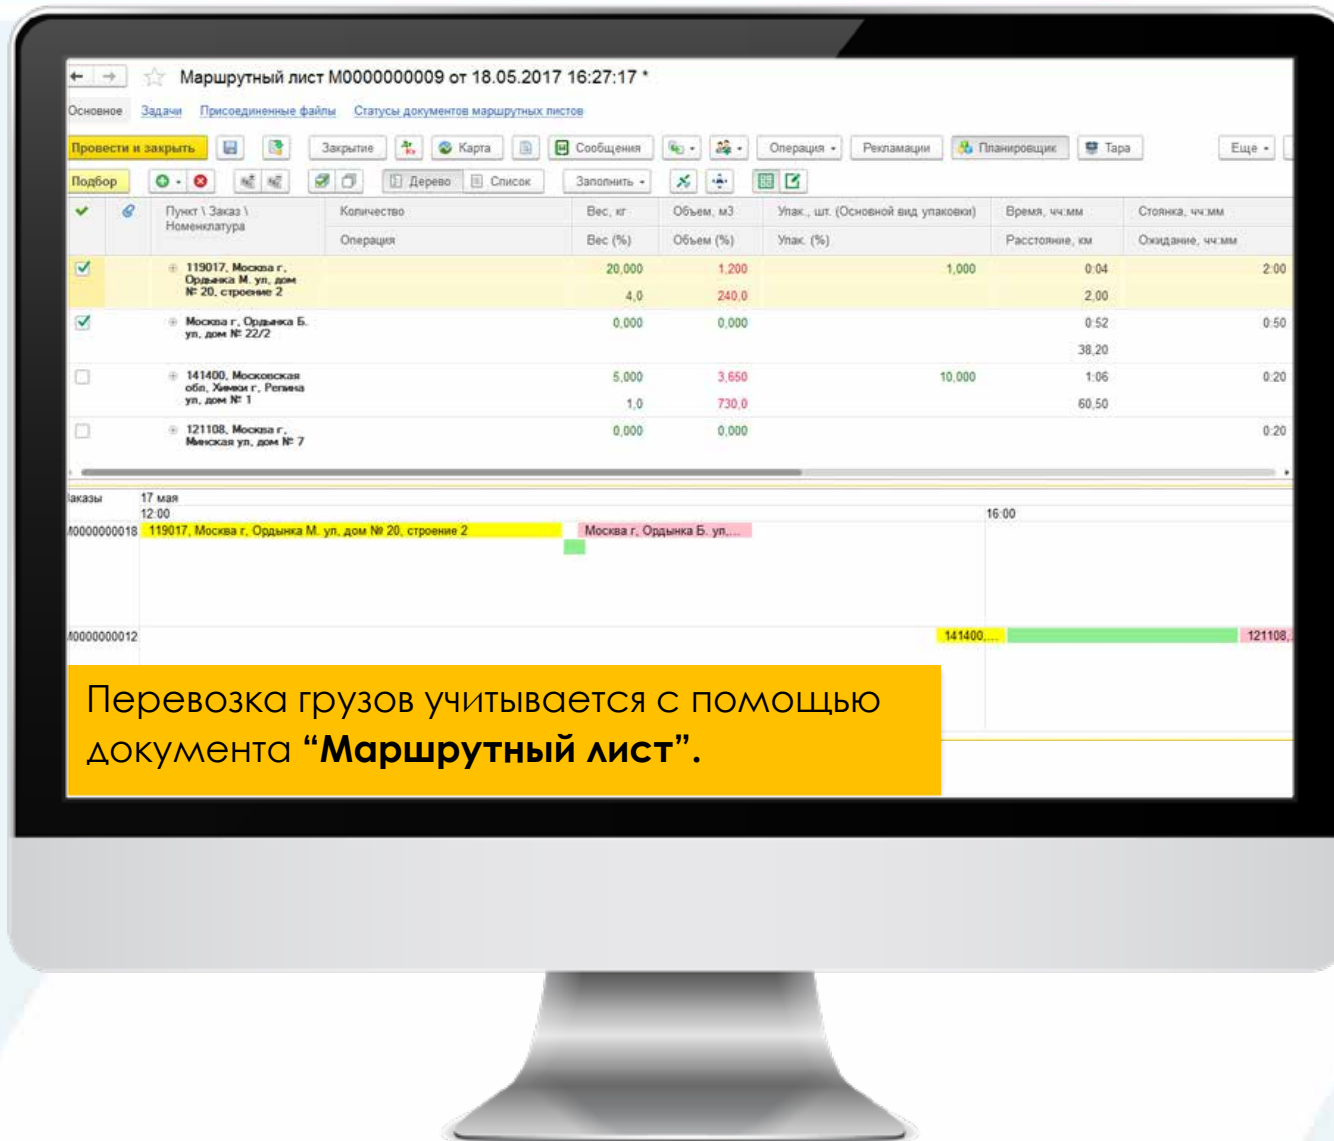 Маршрутный лист М0000000009 от 18.05.2017 16:27:17 *
Основное Задачи Присоединенные файлы Статусы документов маршрутных листов
Провести и закрыть Закрытие Карта Сообщения Операция Рекламации Планировщик Тара Еще
Подбор Дерево Список Заполнить
Пункт \ Заказ \ Номенклатура Количество Вес, кг Объем, м3 Упак., шт. (Основной вид упаковки) Время, чч:мм Стоянка, чч:мм
Операция Вес (%) Объем (%) Упак. (%) Расстояние, км Ожидание, чч:мм
119017, Москва г, 20,000 1,200 1,000 0:04 2:00
Ордынка М. ул, дом
№ 20, строение 2 4,0 240,0 2,00
Москва г, Ордынка Б. 0,000 0,000 0:52 0:50
ул, дом № 22/2
38,20
141400, Московская 5,000 3,650 10,000 1:06 0:20
обл, Химки г, Репина
ул, дом № 1 1,0 730,0 60,50
121108, Москва г, 0,000 0,000 0:20
Минская ул, дом № 7
Заказы 17 мая
12:00 16:00
М0000000018 119017, Москва г, Ордынка М. ул, дом № 20, строение 2 Москва г, Ордынка Б. ул,...
М0000000012 141400,... 121108,
Перевозка грузов учитывается с помощью
документа “Маршрутный лист”.